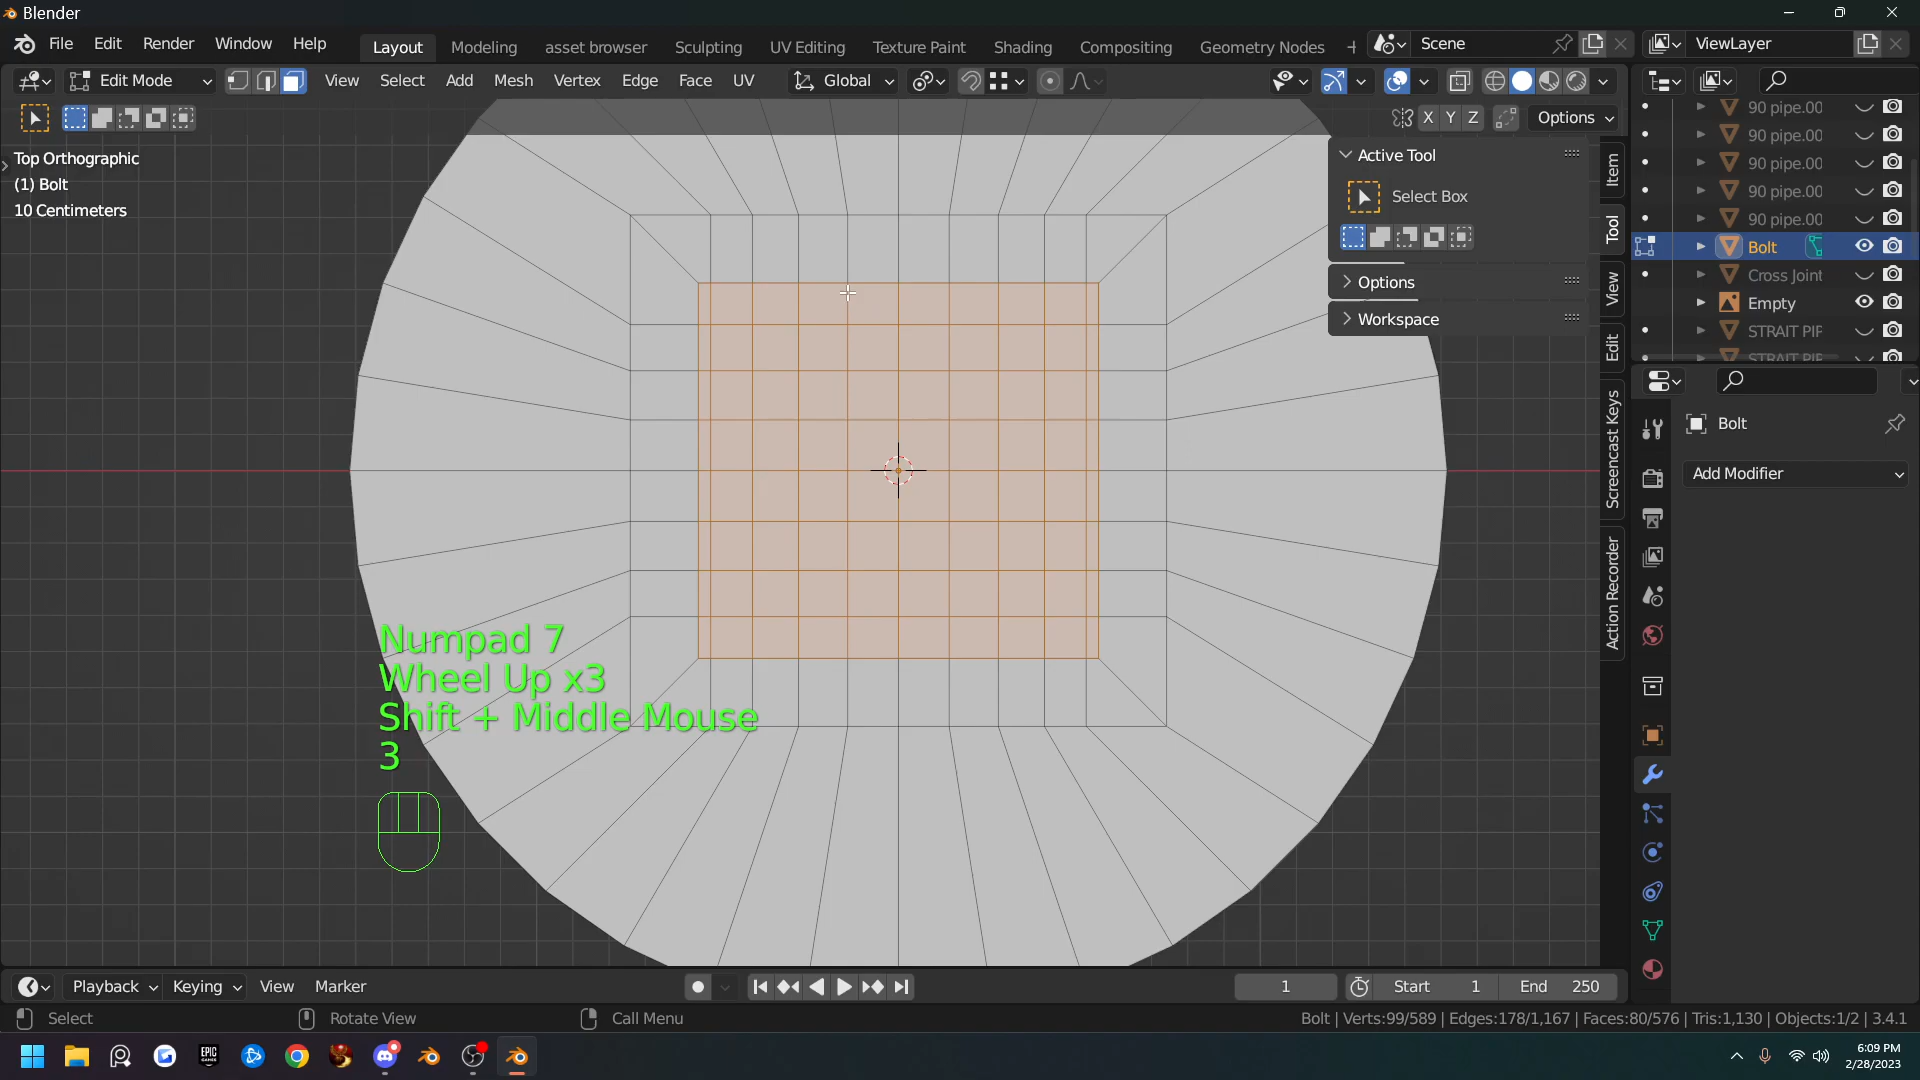 Blender
File Edit Render Window Help
Layout Modeling asset browser Sculpting UV Editing Texture Paint Shading Compositing Geometry Nodes
Scene
ViewLayer
Edit Mode
View Select Add Mesh Vertex Edge Face UV
Global
X Y Z
Options
Top Orthographic
(1) Bolt
10 Centimeters
Active Tool
Select Box
Options
Workspace
Item
Tool
View
Edit
Screencast Keys
Action Recorder
90 pipe.00
90 pipe.00
90 pipe.00
90 pipe.00
90 pipe.00
Bolt
Cross Joint
Empty
STRAIT PIF
STRAIT PIF
Bolt
Add Modifier
Numpad 7
Wheel Up x3
Shift + Middle Mouse
3
Playback Keying View Marker
1
Start 1
End 250
Select
Rotate View
Call Menu
Bolt | Verts:99/589 | Edges:178/1,167 | Faces:80/576 | Tris:1,130 | Objects:1/2 | 3.4.1
EPIC
GAMES
6:09 PM
2/28/2023